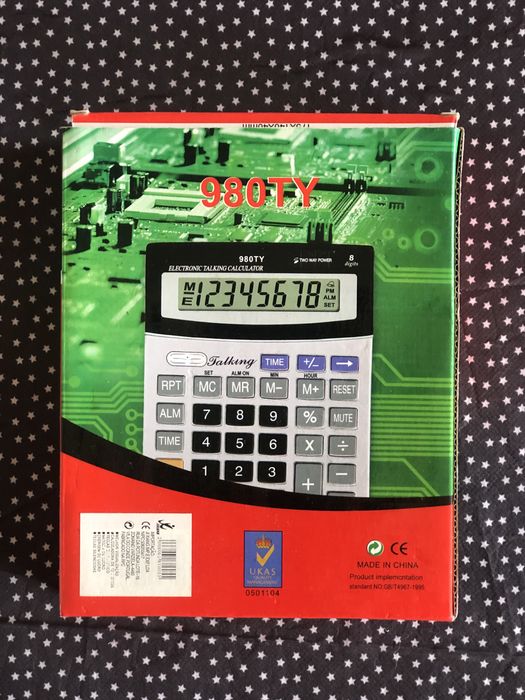 980TY
980TY
TWO WAY POWER
8
digits
ELECTRONIC TALKING CALCULATOR
M
E
12345678
PM
ALM
SET
Talking
TIME
+/-
→
SET
ALM ON
MIN
HOUR
RPT
MC
MR
M-
M+
RESET
ALM
7
8
9
%
MUTE
TIME
4
5
6
X
÷
1
2
3
+
−
UKAS
QUALITY
MANAGEMENT
0501104
CE
MADE IN CHINA
Product implemicntation
standard.NO:GB/T4967-1995